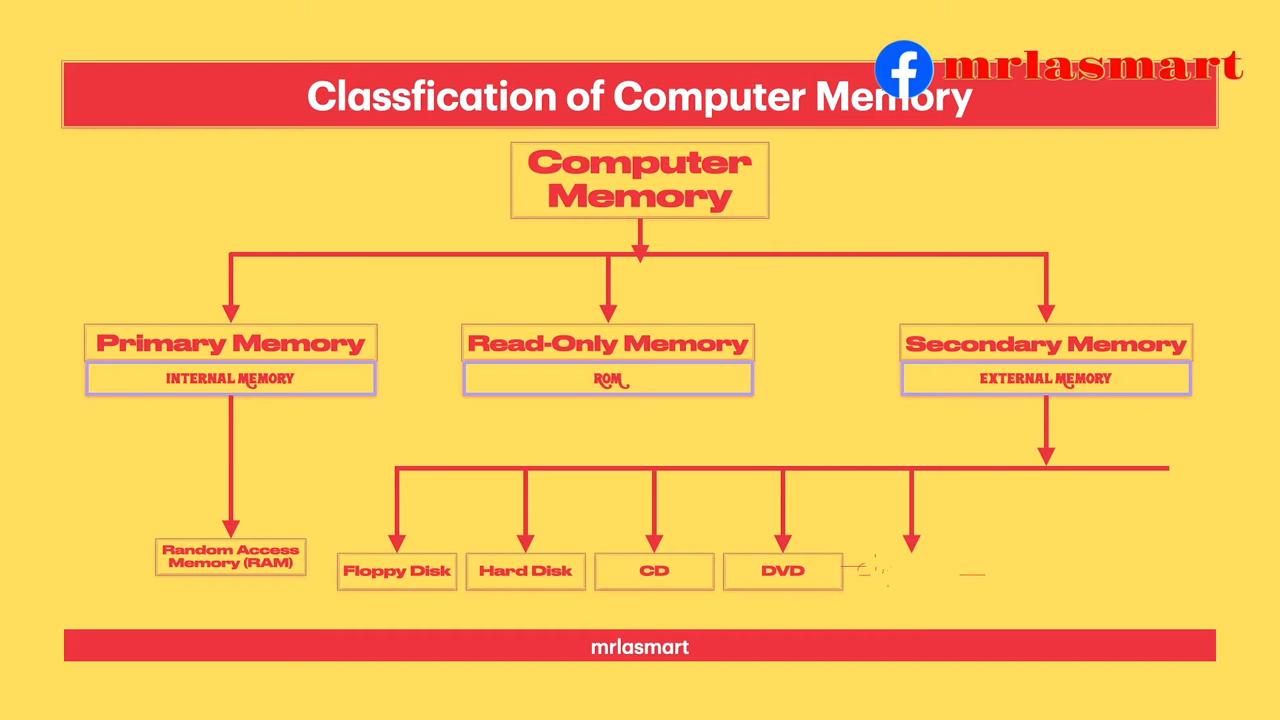 mrlasmart
Classfication of Computer Memory
Computer
Memory
Primary Memory
INTERNAL MEMORY
Read-Only Memory
ROM
Secondary Memory
EXTERNAL MEMORY
Random Access
Memory (RAM)
Floppy Disk
Hard Disk
CD
DVD
mrlasmart